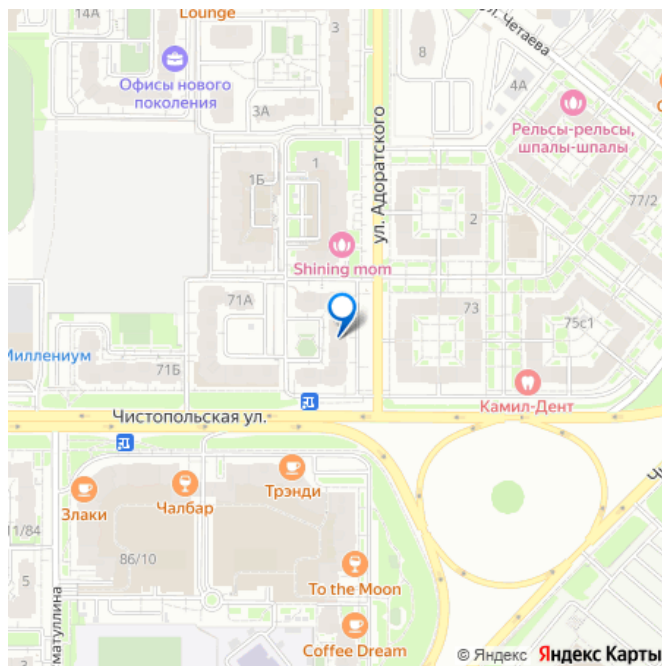 14А
Lounge
3
Офисы нового
поколения
3А
8
ул. Четаева
4А
Рельсы-рельсы,
шпалы-шпалы
ул. Адоратского
1Б
1
2
77/2
Shining mom
71А
73
75с1
Миллениум
71Б
Камил-Дент
Чистопольская ул.
Злаки
Чалбар
Трэнди
11/84
86/10
5
To the Moon
Coffee Dream
матуллина
© Яндекс Яндекс Карты